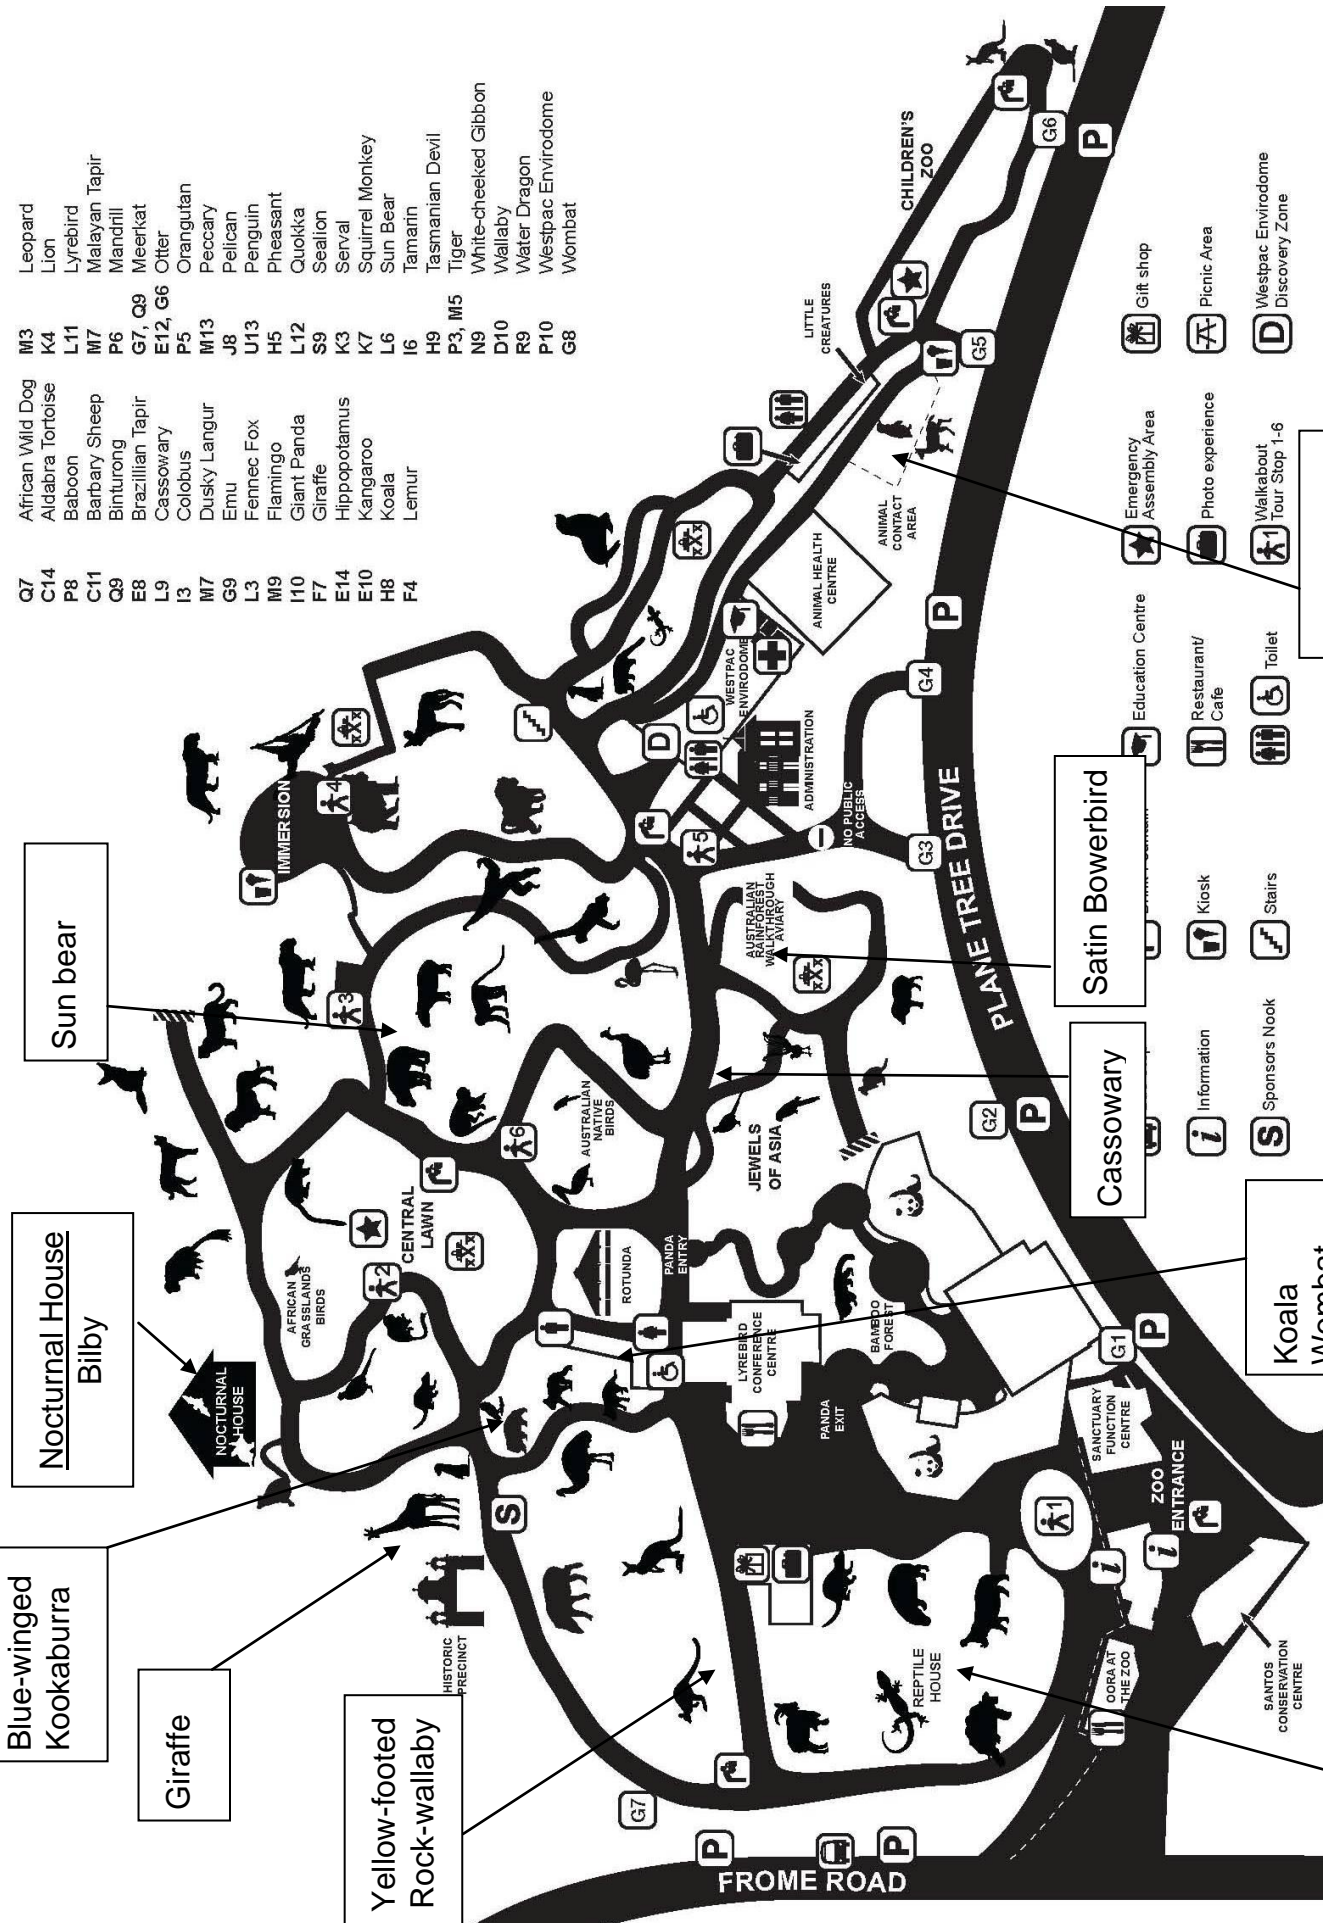 Q7 African Wild Dog
C14 Aldabra Tortoise
P8 Baboon
C11 Barbary Sheep
Q9 Binturong
E8 Brazillian Tapir
L9 Cassowary
I3 Colobus
M7 Dusky Langur
G9 Emu
L3 Fennec Fox
M9 Flamingo
I10 Giant Panda
F7 Giraffe
E14 Hippopotamus
E10 Kangaroo
H8 Koala
F4 Lemur
M3 Leopard
K4 Lion
L11 Lyrebird
M7 Malayan Tapir
P6 Mandrill
G7, Q9 Meerkat
E12, G6 Otter
P5 Orangutan
M13 Peccary
J8 Pelican
U13 Penguin
H5 Pheasant
L12 Quokka
S9 Sealion
K3 Serval
K7 Squirrel Monkey
L6 Sun Bear
I6 Tamarin
H9 Tasmanian Devil
P3, M5 Tiger
N9 White-cheeked Gibbon
D10 Wallaby
R9 Water Dragon
P10 Westpac Envirodome
G8 Wombat
Blue-winged
Kookaburra
Nocturnal House
Bilby
Sun bear
Giraffe
Yellow-footed
Rock-wallaby
Satin Bowerbird
Cassowary
Koala
NOCTURNAL
HOUSE
AFRICAN
GRASSLANDS
BIRDS
CENTRAL
LAWN
IMMERSION
HISTORIC
PRECINCT
ROTUNDA
AUSTRALIAN
NATIVE
BIRDS
PANDA
ENTRY
JEWELS
OF ASIA
LYREBIRD
CONFERENCE
CENTRE
BAMBOO
FOREST
PANDA
EXIT
AUSTRALIAN
RAINFOREST
WALKTHROUGH
AVIARY
NO PUBLIC
ACCESS
ADMINISTRATION
WESTPAC
ENVIRODOME
ANIMAL HEALTH
CENTRE
ANIMAL
CONTACT
AREA
LITTLE
CREATURES
CHILDREN'S
ZOO
REPTILE
HOUSE
SANCTUARY
FUNCTION
CENTRE
ZOO
ENTRANCE
OORA AT
THE ZOO
SANTOS
CONSERVATION
CENTRE
FROME ROAD
PLANE TREE DRIVE
G1
G2
G3
G4
G5
G6
G7
1
2
3
4
5
6
S
D
i
i
P
P
P
P
P
P
Information
Sponsors Nook
Kiosk
Stairs
Education Centre
Restaurant/
Cafe
Toilet
Emergency
Assembly Area
Photo experience
Walkabout
Tour Stop 1-6
Gift shop
Picnic Area
Westpac Envirodome
Discovery Zone
i
S
1
D